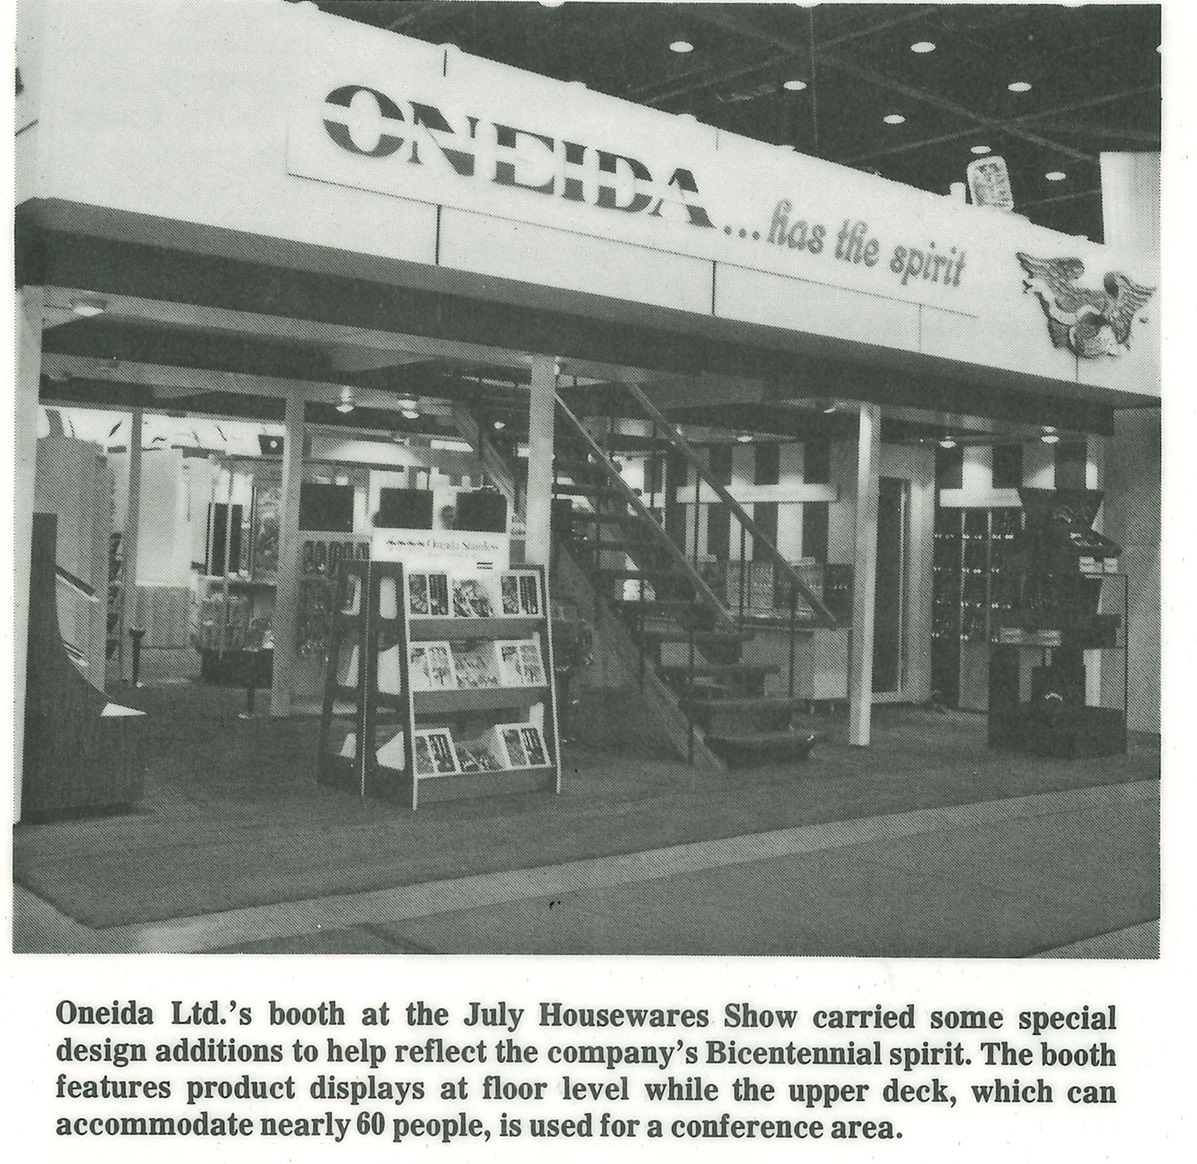 ONEIDA
...has the spirit
Oneida Stainless
Oneida Ltd.'s booth at the July Housewares Show carried some special
design additions to help reflect the company's Bicentennial spirit. The booth
features product displays at floor level while the upper deck, which can
accommodate nearly 60 people, is used for a conference area.